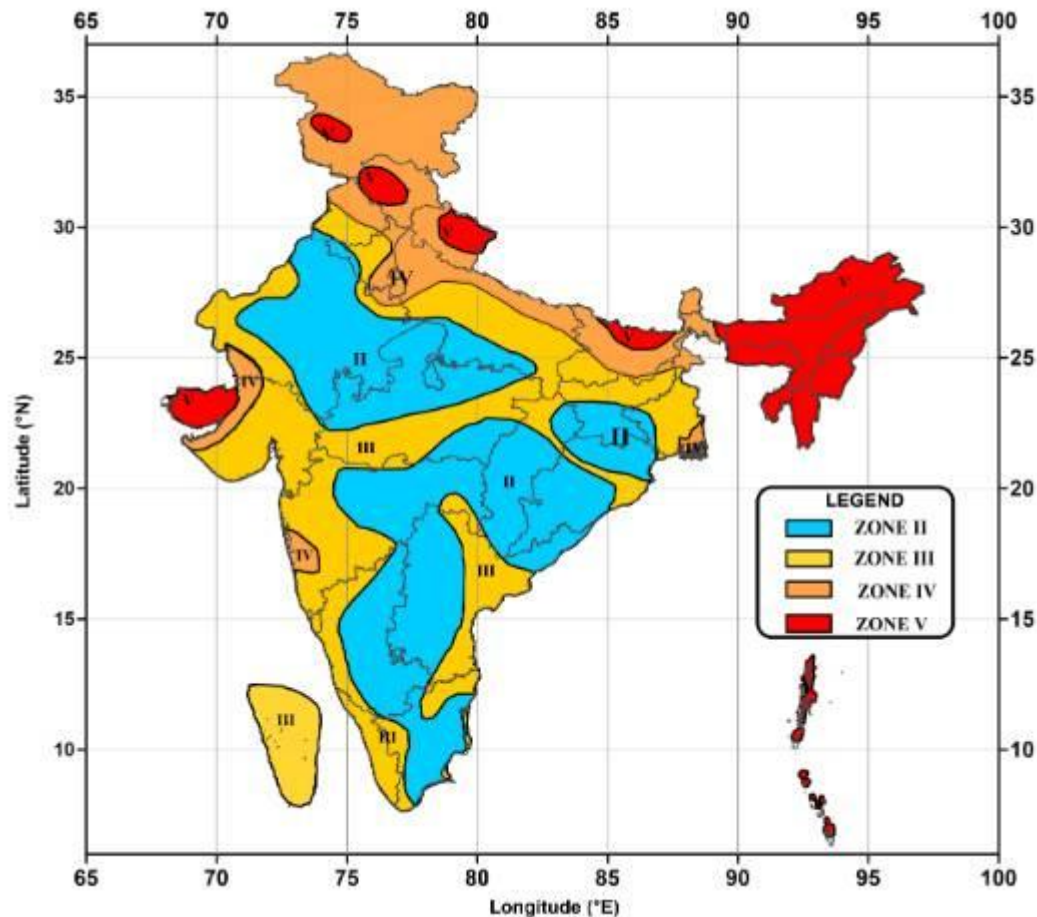 65 70 75 80 85 90 95 100
35 35
V
V
V
30 30
IV
V
V
25 II 25
IV
V
II
IV
III
20 II 20
LEGEND
ZONE II
IV III
ZONE III
ZONE IV
15 15
ZONE V
III
III
10 10
65 70 75 80 85 90 95 100
Latitude (°N)
Longitude (°E)